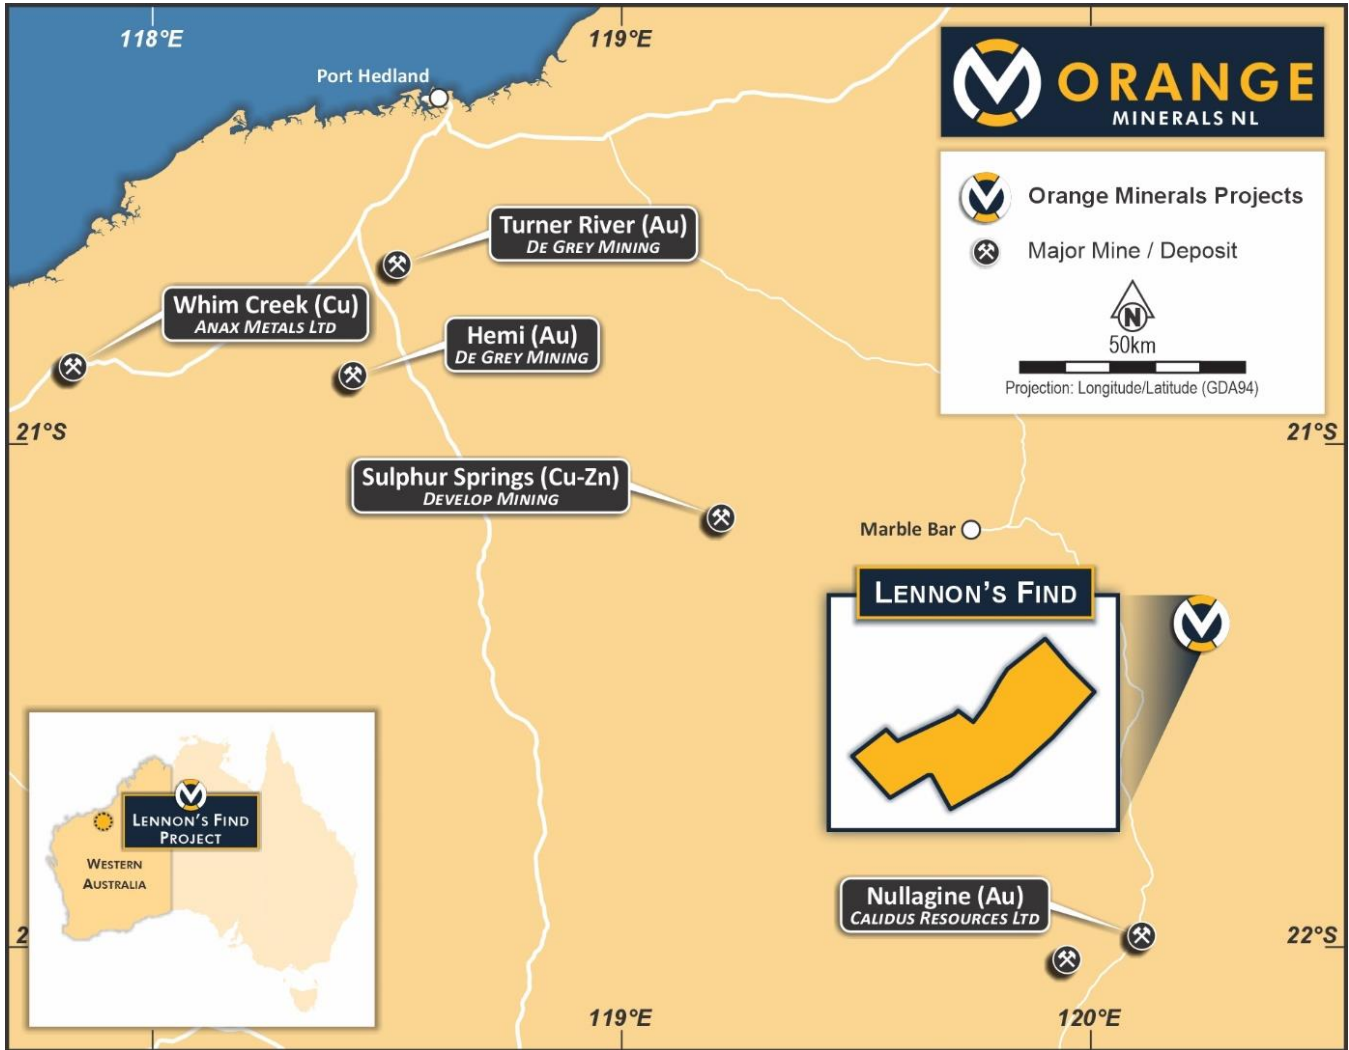 118°E
119°E
Port Hedland
ORANGE
MINERALS NL
Orange Minerals Projects
Major Mine / Deposit
N
50km
Projection: Longitude/Latitude (GDA94)
Turner River (Au)
DE GREY MINING
Whim Creek (Cu)
ANAX METALS LTD
Hemi (Au)
DE GREY MINING
21°S
21°S
Sulphur Springs (Cu-Zn)
DEVELOP MINING
Marble Bar
LENNON'S FIND
LENNON'S FIND
PROJECT
WESTERN
AUSTRALIA
Nullagine (Au)
CALIDUS RESOURCES LTD
2
22°S
119°E
120°E